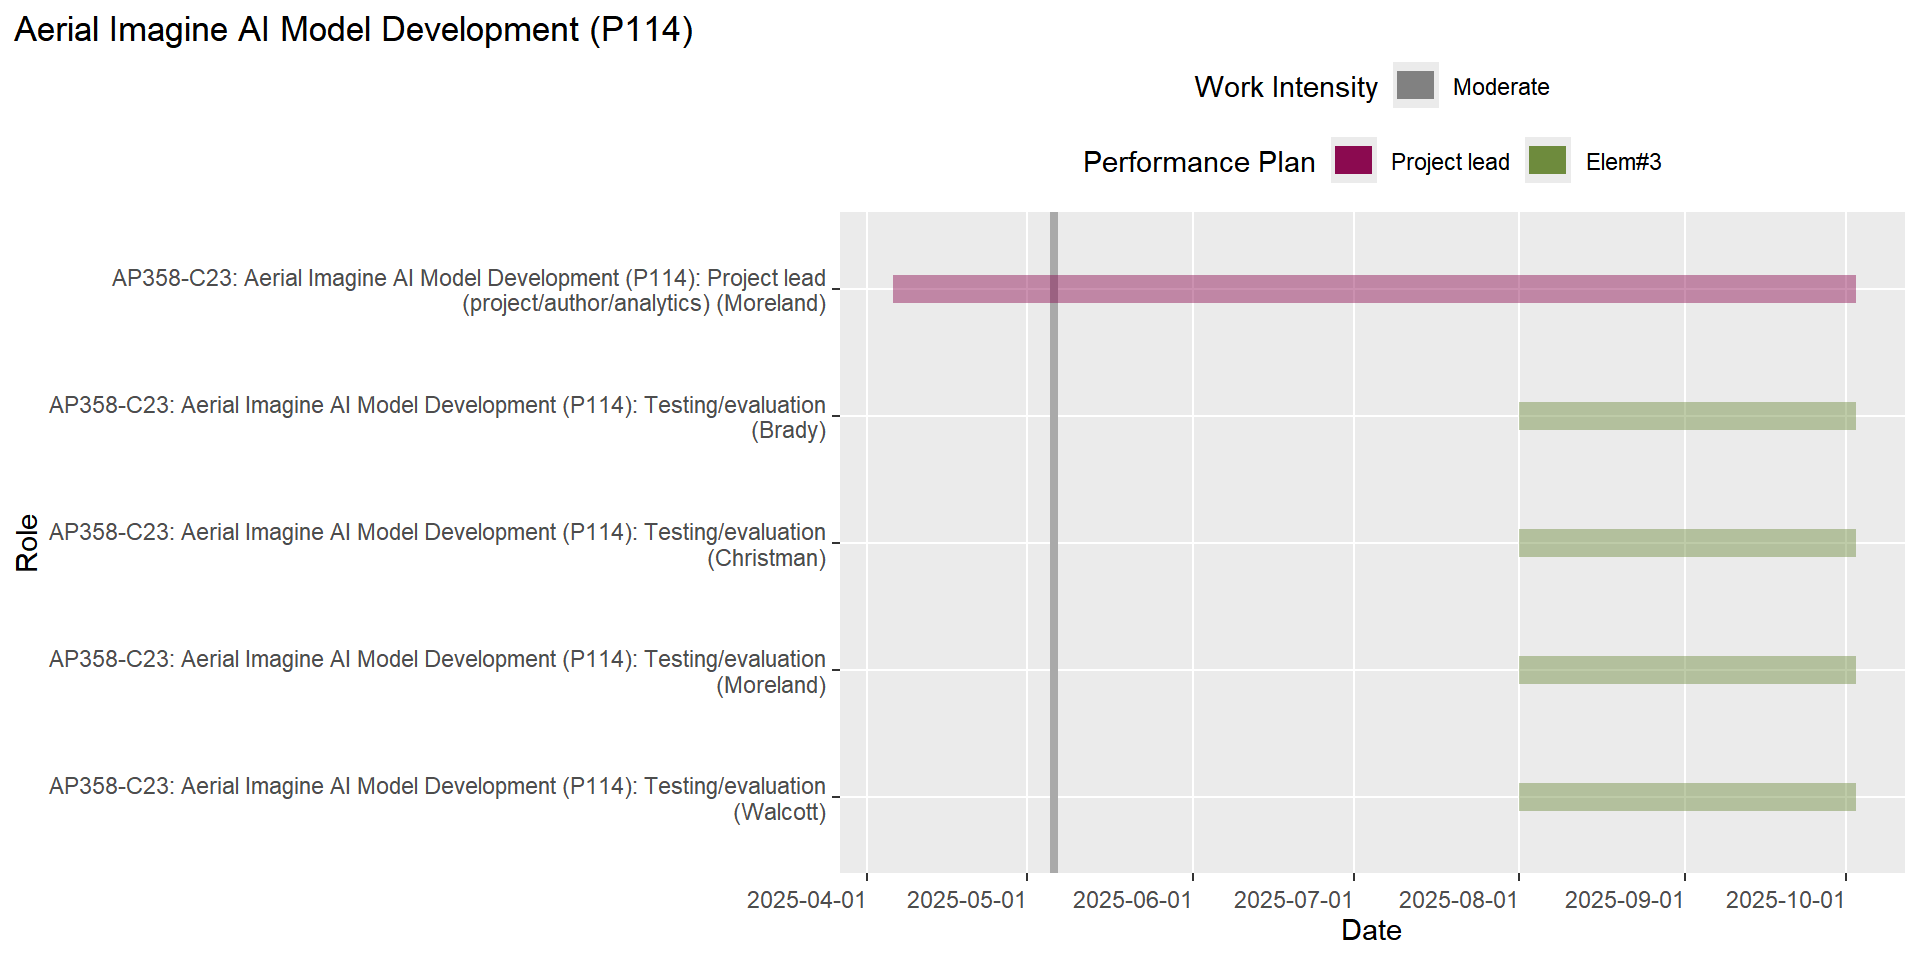 Aerial Imagine AI Model Development (P114)
Work Intensity Moderate
Performance Plan Project lead Elem#3
AP358-C23: Aerial Imagine AI Model Development (P114): Project lead
(project/author/analytics) (Moreland)
AP358-C23: Aerial Imagine AI Model Development (P114): Testing/evaluation
(Brady)
AP358-C23: Aerial Imagine AI Model Development (P114): Testing/evaluation
(Christman)
AP358-C23: Aerial Imagine AI Model Development (P114): Testing/evaluation
(Moreland)
AP358-C23: Aerial Imagine AI Model Development (P114): Testing/evaluation
(Walcott)
Role
2025-04-01 2025-05-01 2025-06-01 2025-07-01 2025-08-01 2025-09-01 2025-10-01
Date